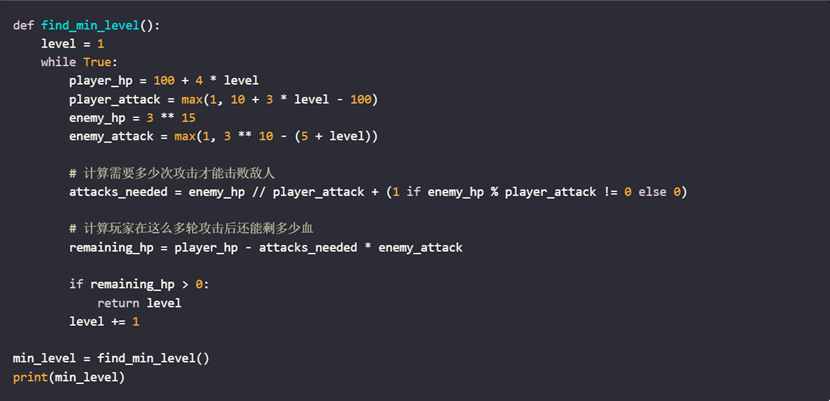 def find_min_level():
    level = 1
    while True:
        player_hp = 100 + 4 * level
        player_attack = max(1, 10 + 3 * level - 100)
        enemy_hp = 3 ** 15
        enemy_attack = max(1, 3 ** 10 - (5 + level))
        # 计算需要多少次攻击才能击败敌人
        attacks_needed = enemy_hp // player_attack + (1 if enemy_hp % player_attack != 0 else 0)
        # 计算玩家在这么多轮攻击后还能剩多少血
        remaining_hp = player_hp - attacks_needed * enemy_attack
        if remaining_hp > 0:
            return level
        level += 1
min_level = find_min_level()
print(min_level)